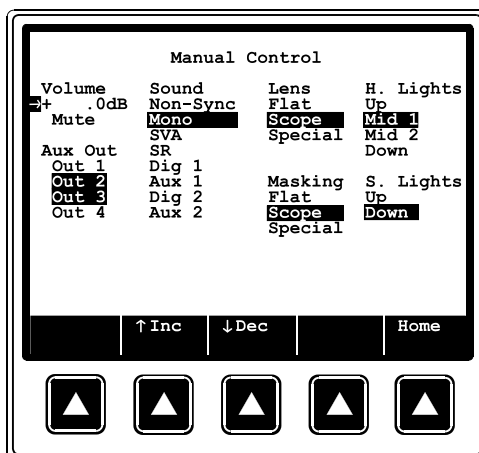 Manual Control
Volume Sound Lens H. Lights
→+ .0dB Non-Sync Flat Up
Mute Mono Scope Mid 1
SVA Special Mid 2
Aux Out SR Down
Out 1 Dig 1
Out 2 Aux 1 Masking S. Lights
Out 3 Dig 2 Flat Up
Out 4 Aux 2 Scope Down
Special
↑Inc ↓Dec Home